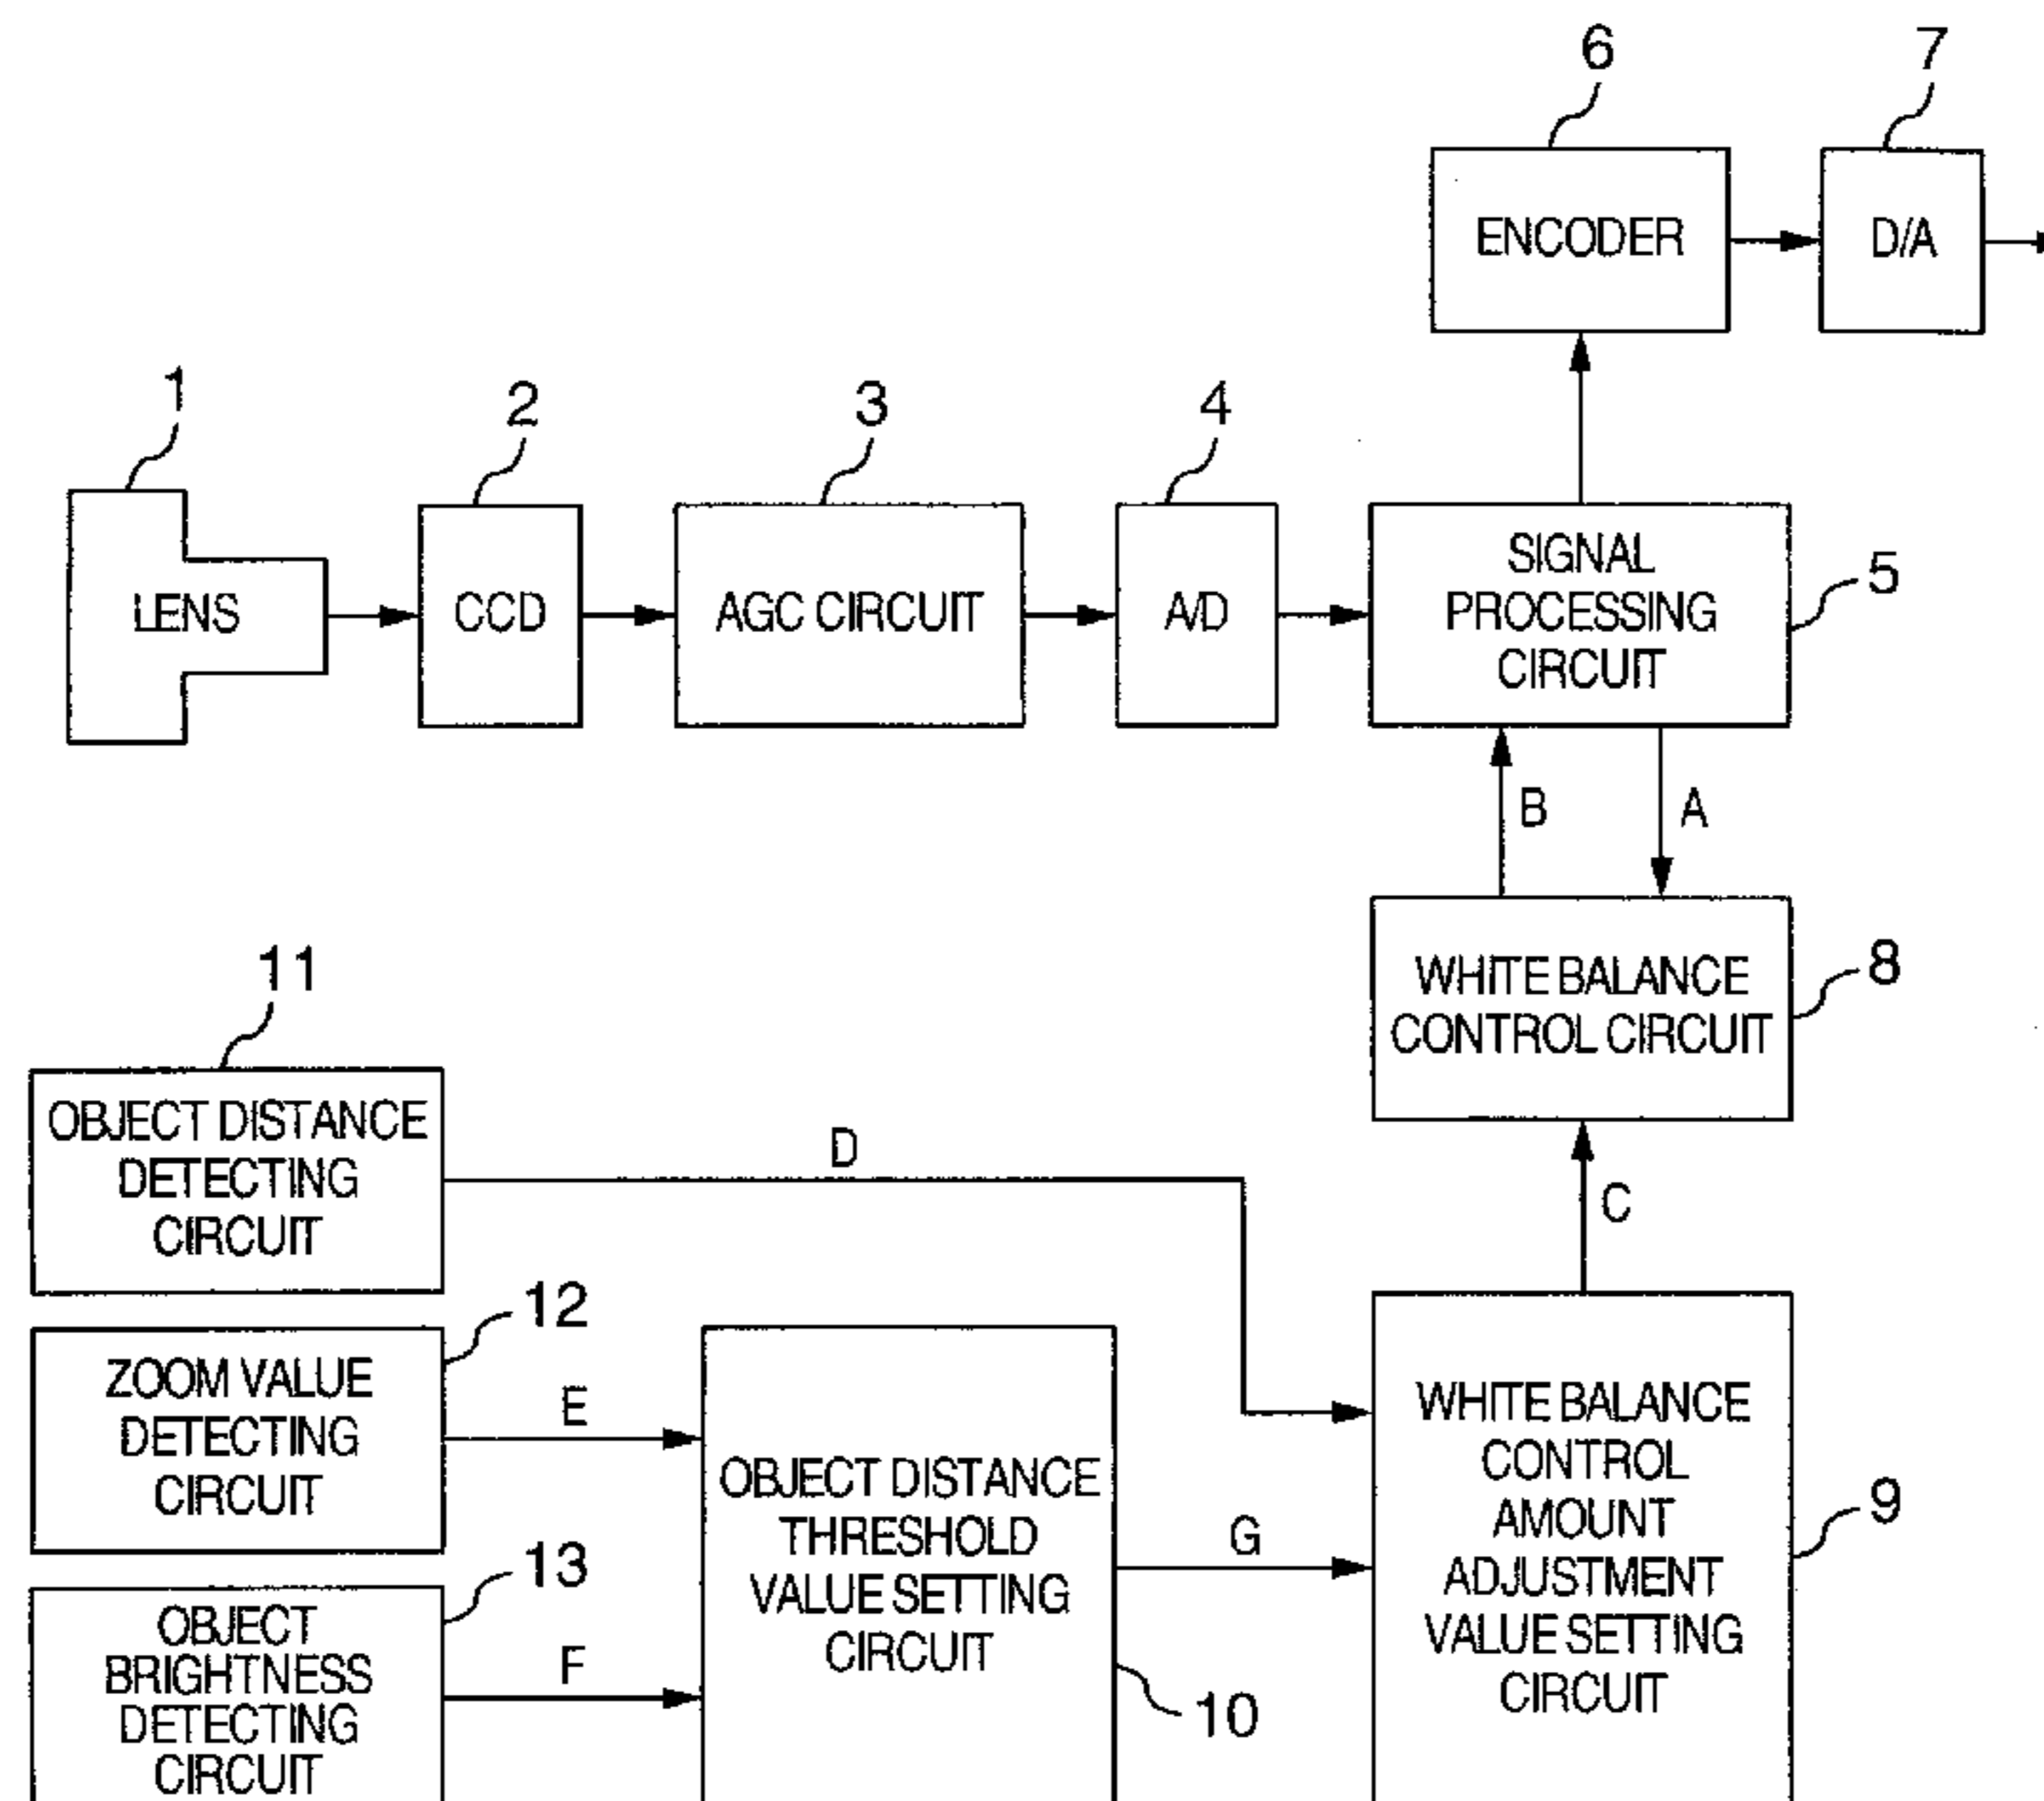 6
7
ENCODER
D/A
1
2
3
4
LENS
CCD
AGC CIRCUIT
A/D
SIGNAL
PROCESSING
CIRCUIT
5
B
A
WHITE BALANCE
CONTROL CIRCUIT
8
11
OBJECT DISTANCE
DETECTING
CIRCUIT
D
C
12
ZOOM VALUE
DETECTING
CIRCUIT
E
13
OBJECT
BRIGHTNESS
DETECTING
CIRCUIT
F
OBJECT DISTANCE
THRESHOLD
VALUE SETTING
CIRCUIT
10
G
WHITE BALANCE
CONTROL
AMOUNT
ADJUSTMENT
VALUE SETTING
CIRCUIT
9